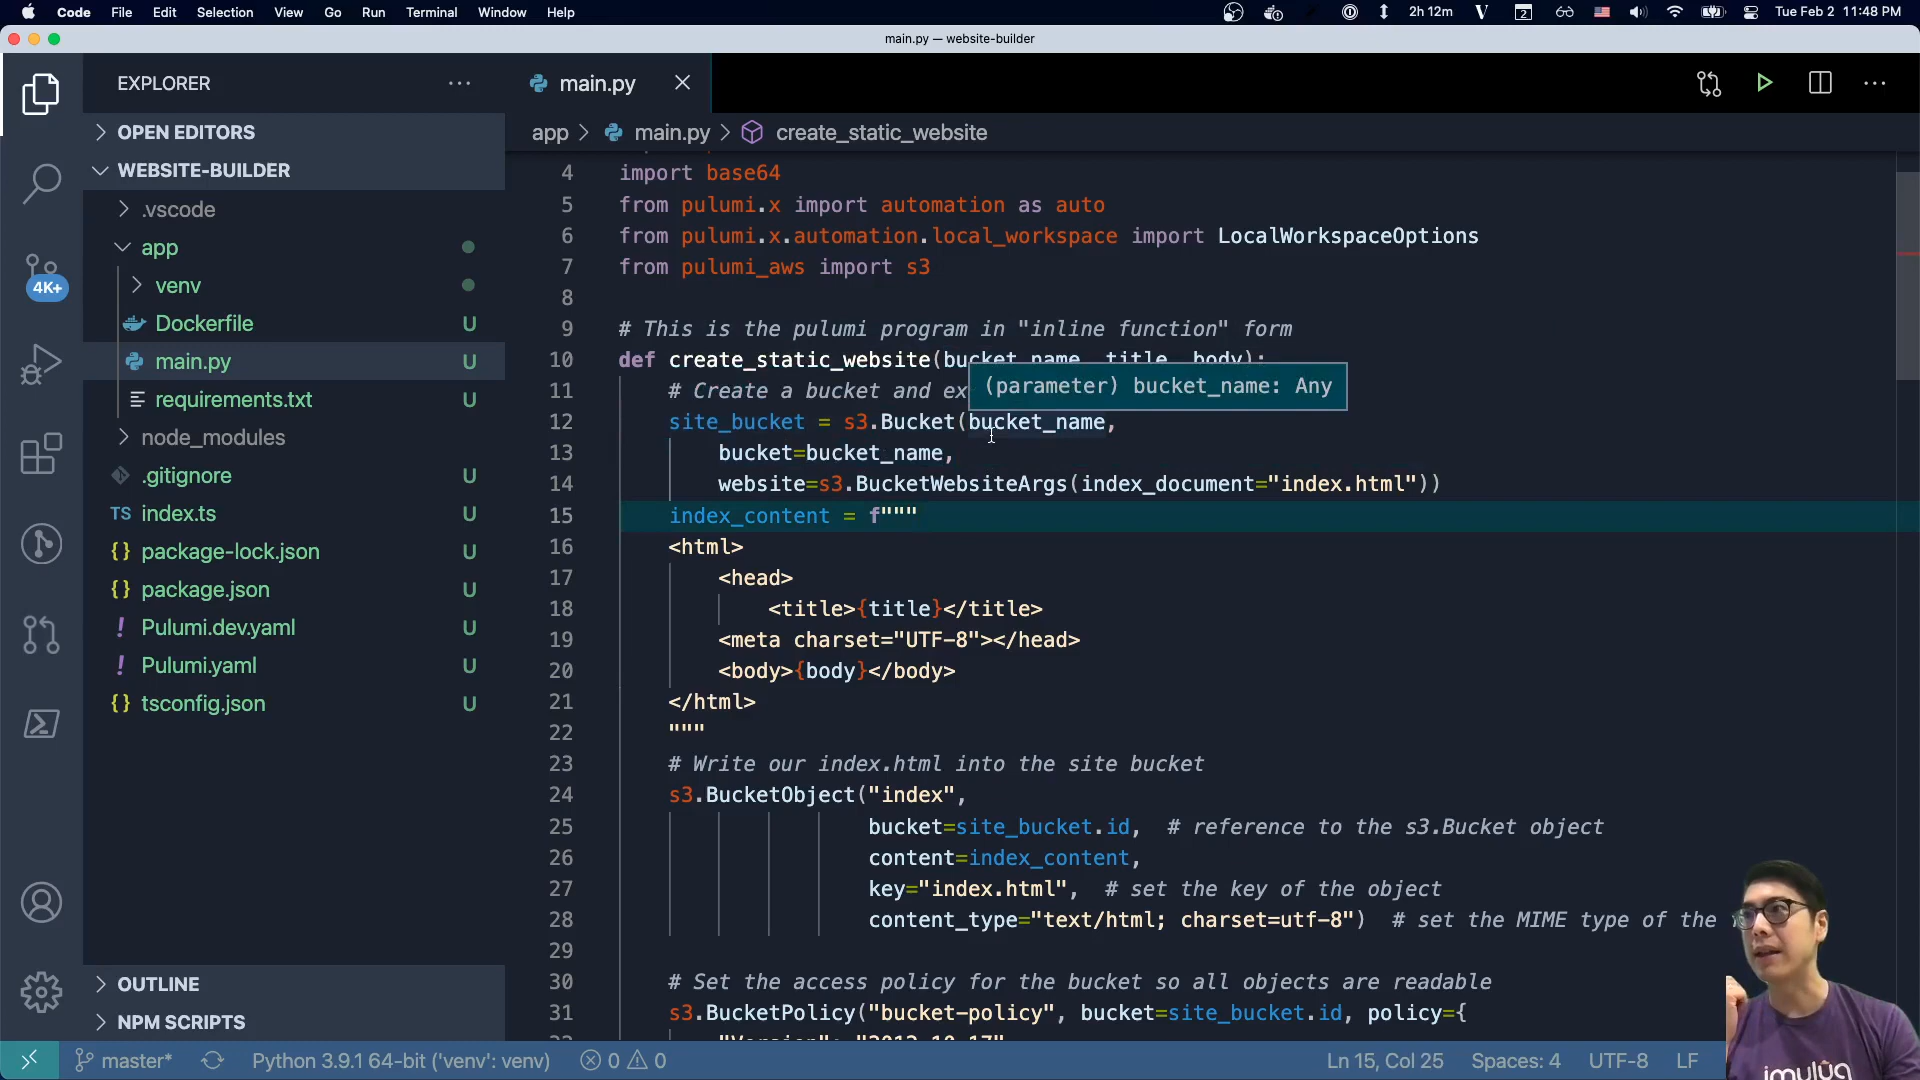 Code File Edit Selection View Go Run Terminal Window Help 2h 12m V 2 Tue Feb 2 11:48 PM
main.py — website-builder
EXPLORER
main.py
OPEN EDITORS
app > main.py > create_static_website
WEBSITE-BUILDER
.vscode
app
venv
Dockerfile U
main.py U
requirements.txt U
node_modules
.gitignore U
TS index.ts U
{} package-lock.json U
{} package.json U
! Pulumi.dev.yaml U
! Pulumi.yaml U
{} tsconfig.json U
4K+
OUTLINE
NPM SCRIPTS
4 import base64
5 from pulumi.x import automation as auto
6 from pulumi.x.automation.local_workspace import LocalWorkspaceOptions
7 from pulumi_aws import s3
8
9 # This is the pulumi program in "inline function" form
10 def create_static_website(bucket_name, title, body):
(parameter) bucket_name: Any
11 # Create a bucket and ex
12 site_bucket = s3.Bucket(bucket_name,
13 bucket=bucket_name,
14 website=s3.BucketWebsiteArgs(index_document="index.html"))
15 index_content = f"""
16 <html>
17 <head>
18 <title>{title}</title>
19 <meta charset="UTF-8"></head>
20 <body>{body}</body>
21 </html>
22 """
23 # Write our index.html into the site bucket
24 s3.BucketObject("index",
25 bucket=site_bucket.id, # reference to the s3.Bucket object
26 content=index_content,
27 key="index.html", # set the key of the object
28 content_type="text/html; charset=utf-8") # set the MIME type of the
29
30 # Set the access policy for the bucket so all objects are readable
31 s3.BucketPolicy("bucket-policy", bucket=site_bucket.id, policy={
"Version": "2012-10-17"
master* Python 3.9.1 64-bit ('venv': venv) 0 0 Ln 15, Col 25 Spaces: 4 UTF-8 LF